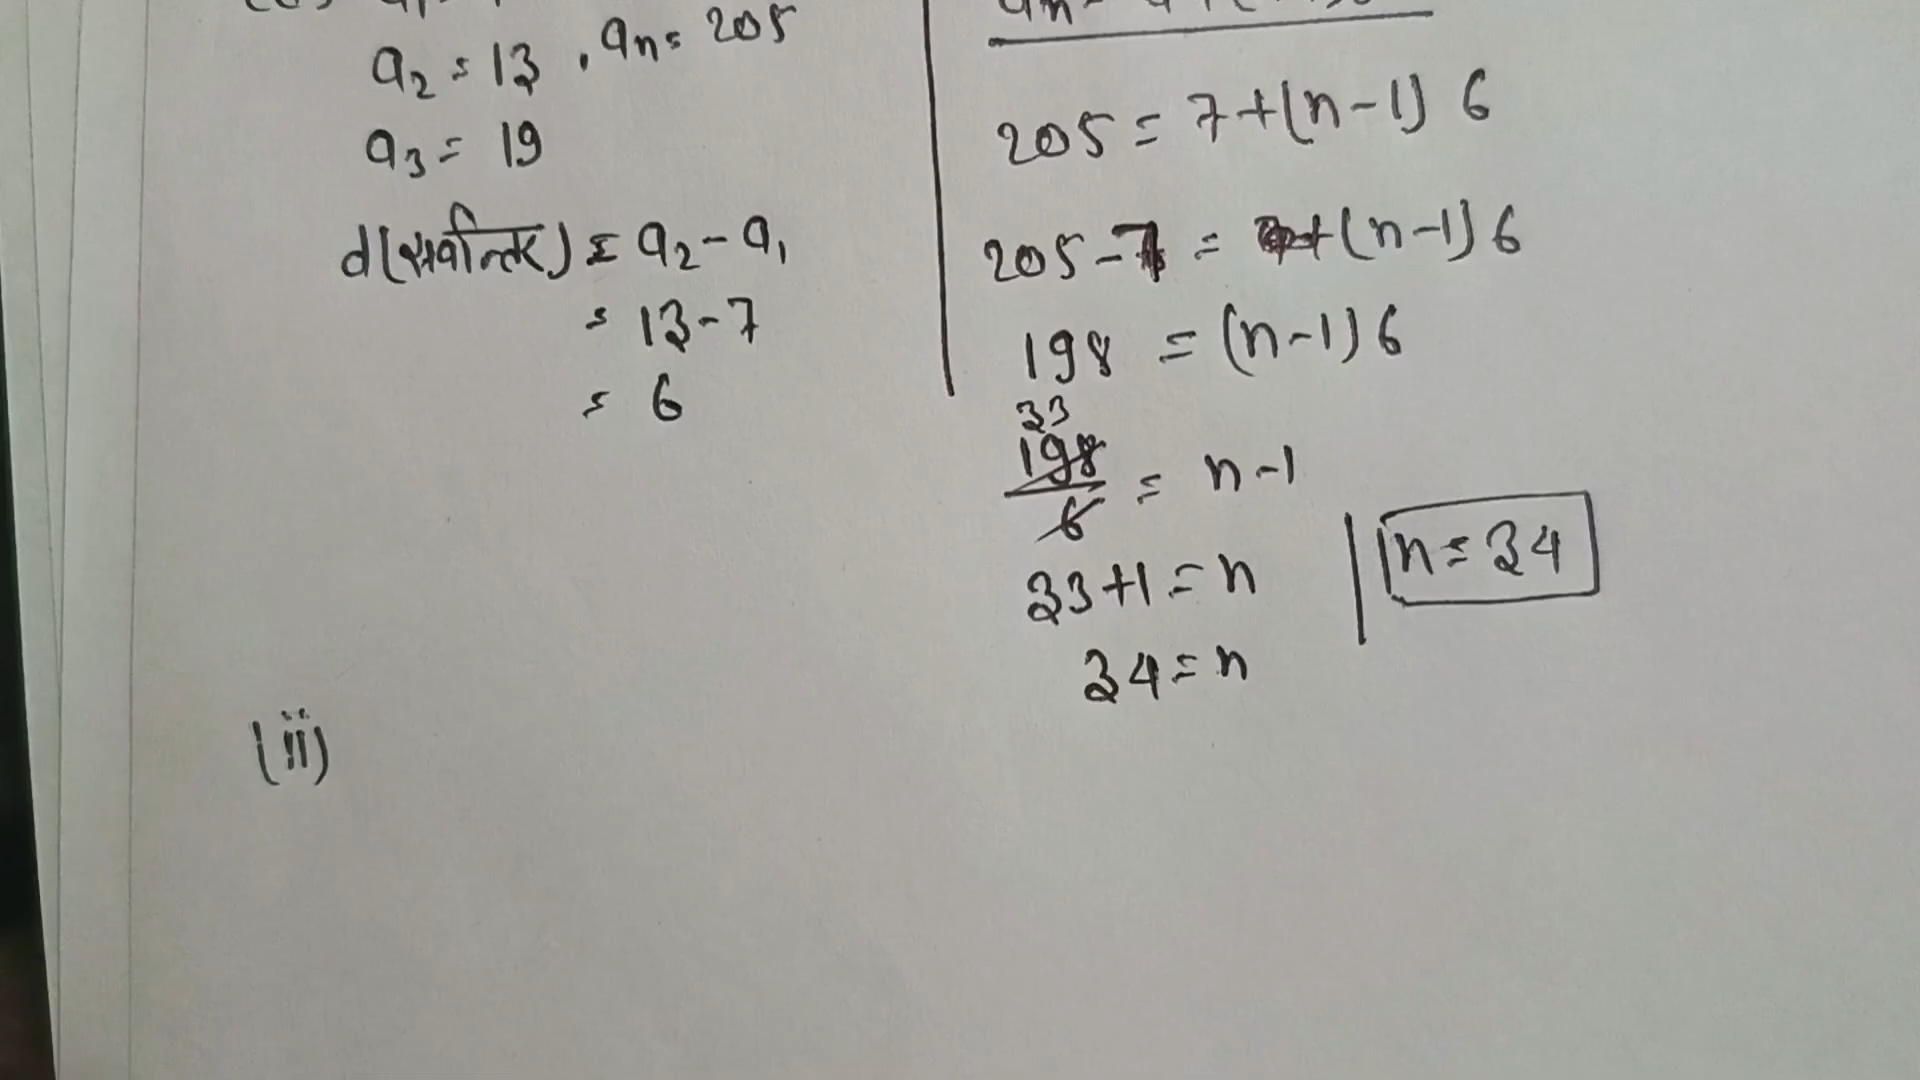 a₂ = 13 , aₙ = 205
a₃ = 19
d(सर्वान्तर) = a₂ - a₁
= 13 - 7
= 6
205 = 7+(n-1) 6
205-7 = +(n-1) 6
198 = (n-1) 6
33
198/6 = n-1
33+1 = n
34 = n
n = 34
(ii)